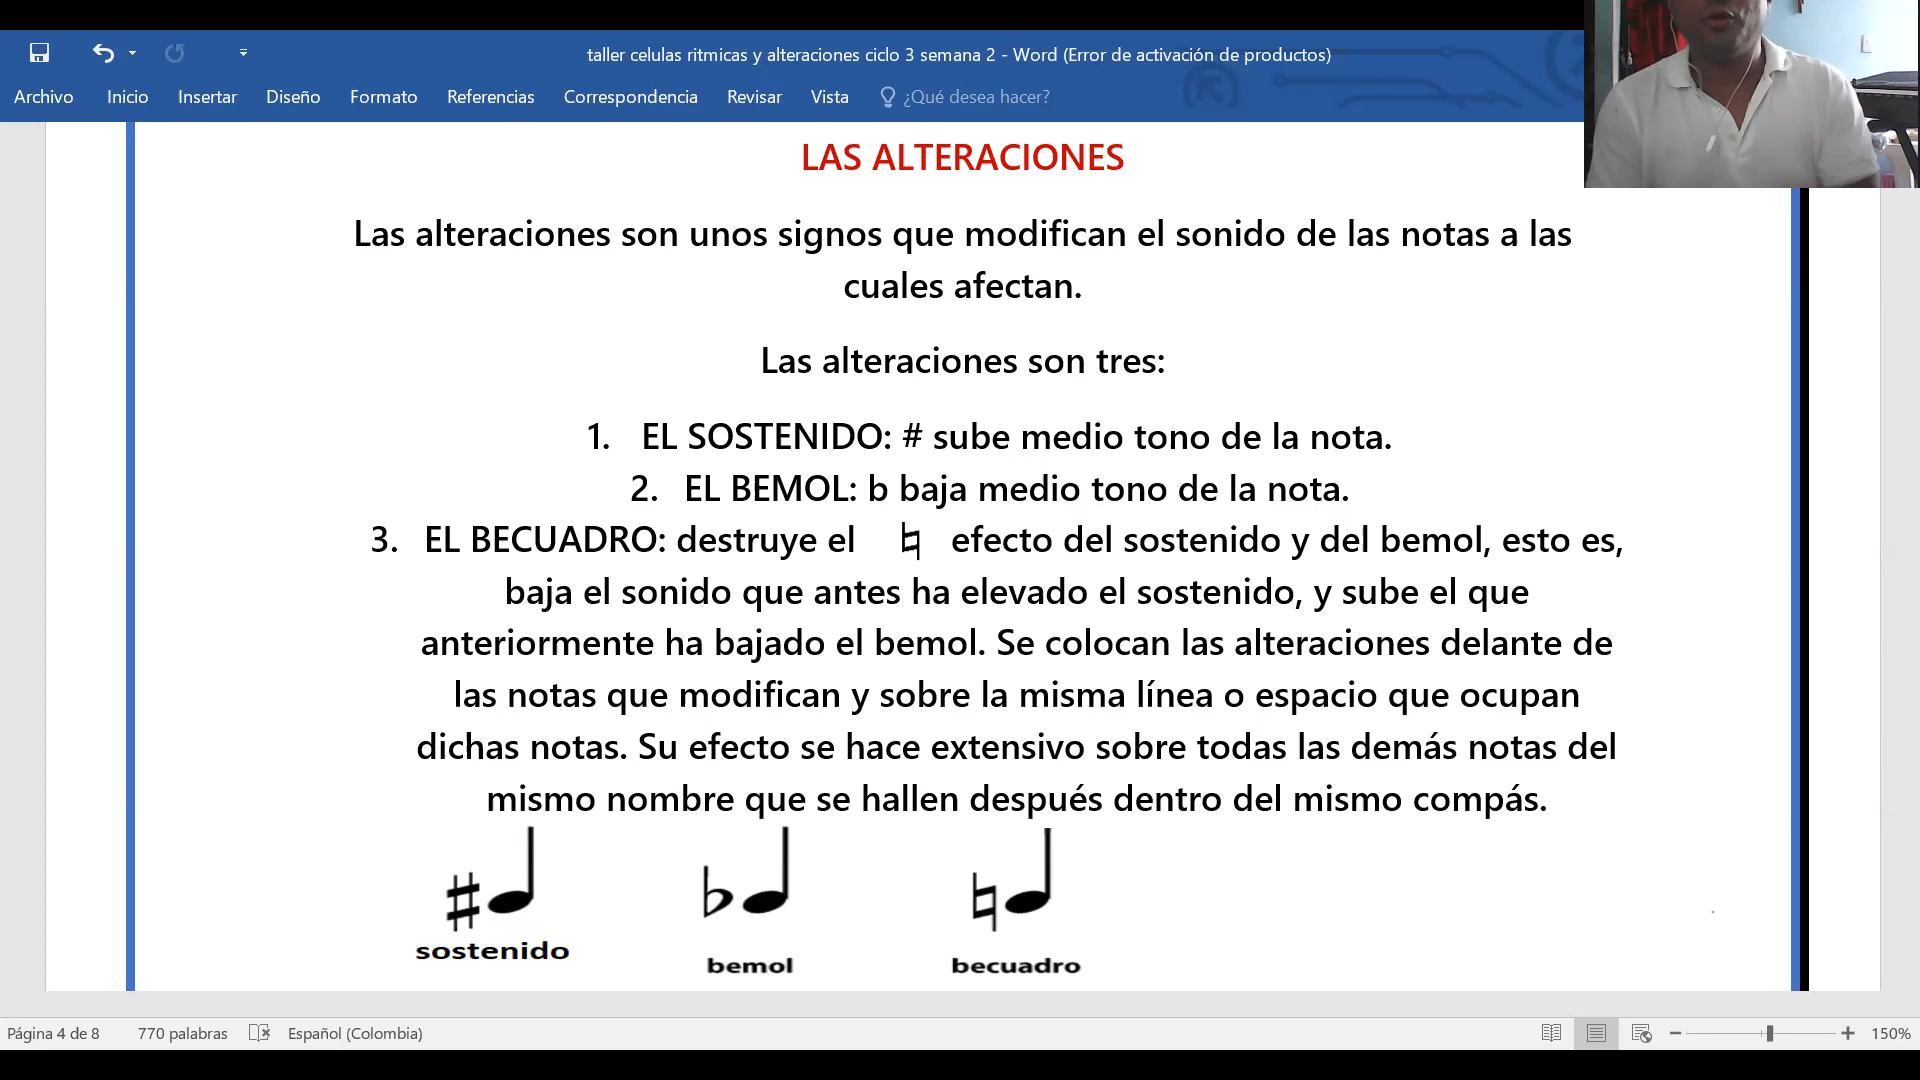 taller celulas ritmicas y alteraciones ciclo 3 semana 2 - Word (Error de activación de productos)
Archivo Inicio Insertar Diseño Formato Referencias Correspondencia Revisar Vista ¿Qué desea hacer?
LAS ALTERACIONES
Las alteraciones son unos signos que modifican el sonido de las notas a las
cuales afectan.
Las alteraciones son tres:
1. EL SOSTENIDO: # sube medio tono de la nota.
2. EL BEMOL: b baja medio tono de la nota.
3. EL BECUADRO: destruye el ♮ efecto del sostenido y del bemol, esto es,
baja el sonido que antes ha elevado el sostenido, y sube el que
anteriormente ha bajado el bemol. Se colocan las alteraciones delante de
las notas que modifican y sobre la misma línea o espacio que ocupan
dichas notas. Su efecto se hace extensivo sobre todas las demás notas del
mismo nombre que se hallen después dentro del mismo compás.
sostenido
bemol becuadro
Página 4 de 8 770 palabras Español (Colombia) 150%